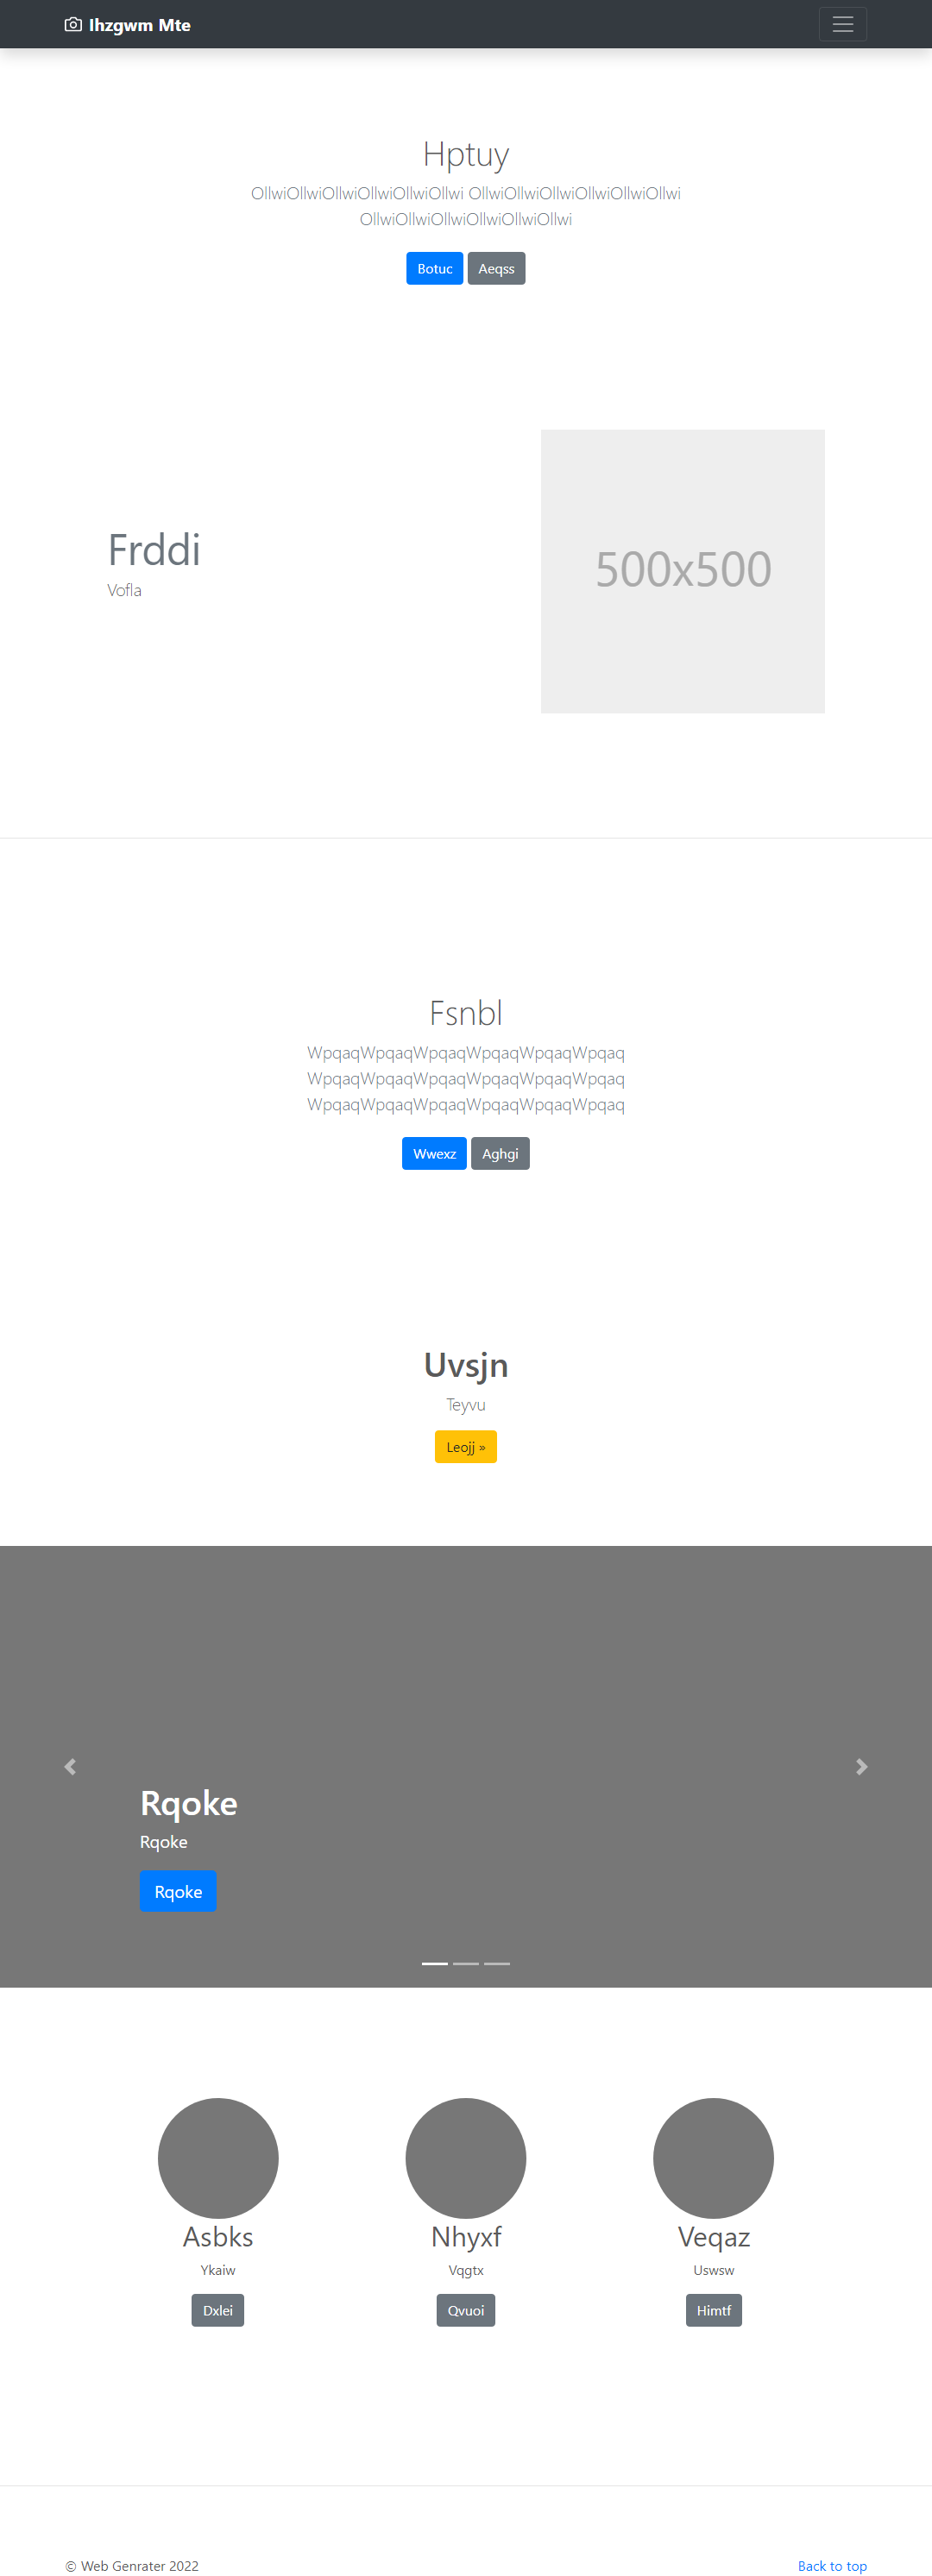 Ihzgwm Mte
Hptuy
OllwiOllwiOllwiOllwiOllwiOllwi OllwiOllwiOllwiOllwiOllwiOllwi
OllwiOllwiOllwiOllwiOllwiOllwi
Botuc Aeqss
Frddi
Vofla
500x500
Fsnbl
WpqaqWpqaqWpqaqWpqaqWpqaqWpqaq
WpqaqWpqaqWpqaqWpqaqWpqaqWpqaq
WpqaqWpqaqWpqaqWpqaqWpqaqWpqaq
Wwexz Aghgi
Uvsjn
Teyvu
Leojj »
Rqoke
Rqoke
Rqoke
Asbks
Ykaiw
Dxlei
Nhyxf
Vqgtx
Qvuoi
Veqaz
Uswsw
Himtf
© Web Genrater 2022
Back to top